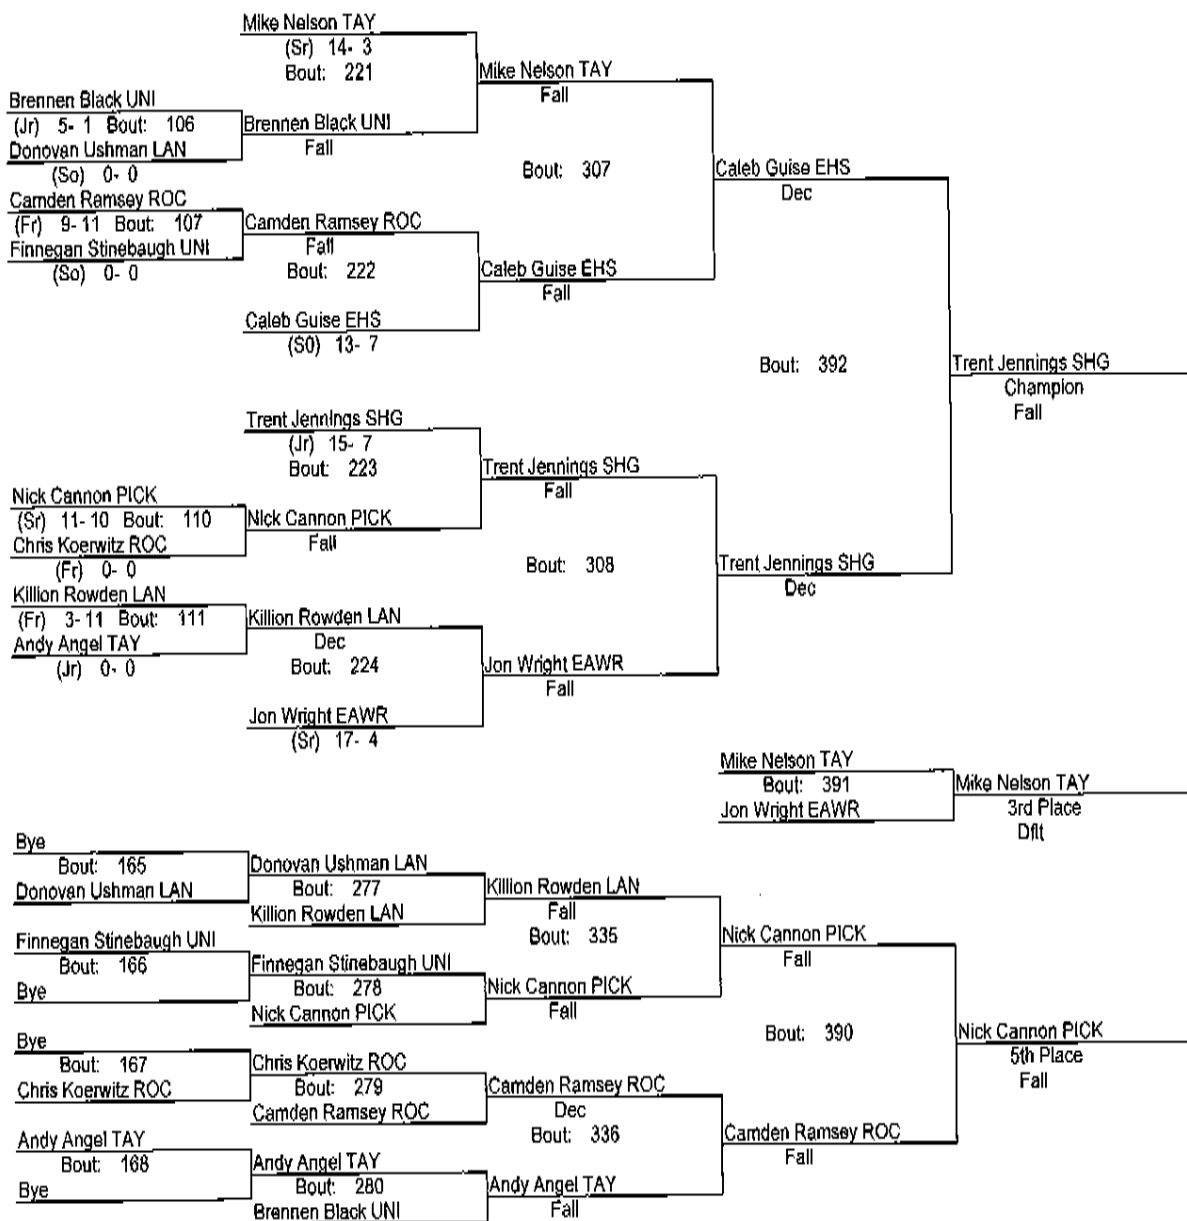 Mike Nelson TAY
(Sr) 14- 3
Bout: 221
Mike Nelson TAY
Fall
Brennen Black UNI
(Jr) 5- 1 Bout: 106
Brennen Black UNI
Fall
Donovan Ushman LAN
(So) 0- 0
Bout: 307
Caleb Guise EHS
Dec
Camden Ramsey ROC
(Fr) 9- 11 Bout: 107
Camden Ramsey ROC
Fall
Finnegan Stinebaugh UNI
(So) 0- 0
Bout: 222
Caleb Guise EHS
Fall
Caleb Guise EHS
(S0) 13- 7
Bout: 392
Trent Jennings SHG
Champion
Fall
Trent Jennings SHG
(Jr) 15- 7
Bout: 223
Trent Jennings SHG
Fall
Nick Cannon PICK
(Sr) 11- 10 Bout: 110
Nick Cannon PICK
Fall
Chris Koerwitz ROC
(Fr) 0- 0
Bout: 308
Trent Jennings SHG
Dec
Killion Rowden LAN
(Fr) 3- 11 Bout: 111
Killion Rowden LAN
Dec
Andy Angel TAY
(Jr) 0- 0
Bout: 224
Jon Wright EAWR
Fall
Jon Wright EAWR
(Sr) 17- 4
Mike Nelson TAY
Bout: 391
Mike Nelson TAY
3rd Place
Dflt
Jon Wright EAWR
Bye
Bout: 165
Donovan Ushman LAN
Donovan Ushman LAN
Bout: 277
Killion Rowden LAN
Killion Rowden LAN
Fall
Bout: 335
Nick Cannon PICK
Fall
Finnegan Stinebaugh UNI
Bout: 166
Bye
Finnegan Stinebaugh UNI
Bout: 278
Nick Cannon PICK
Nick Cannon PICK
Fall
Bout: 390
Nick Cannon PICK
5th Place
Fall
Bye
Bout: 167
Chris Koerwitz ROC
Chris Koerwitz ROC
Bout: 279
Camden Ramsey ROC
Camden Ramsey ROC
Dec
Bout: 336
Camden Ramsey ROC
Fall
Andy Angel TAY
Bout: 168
Bye
Andy Angel TAY
Bout: 280
Brennen Black UNI
Andy Angel TAY
Fall